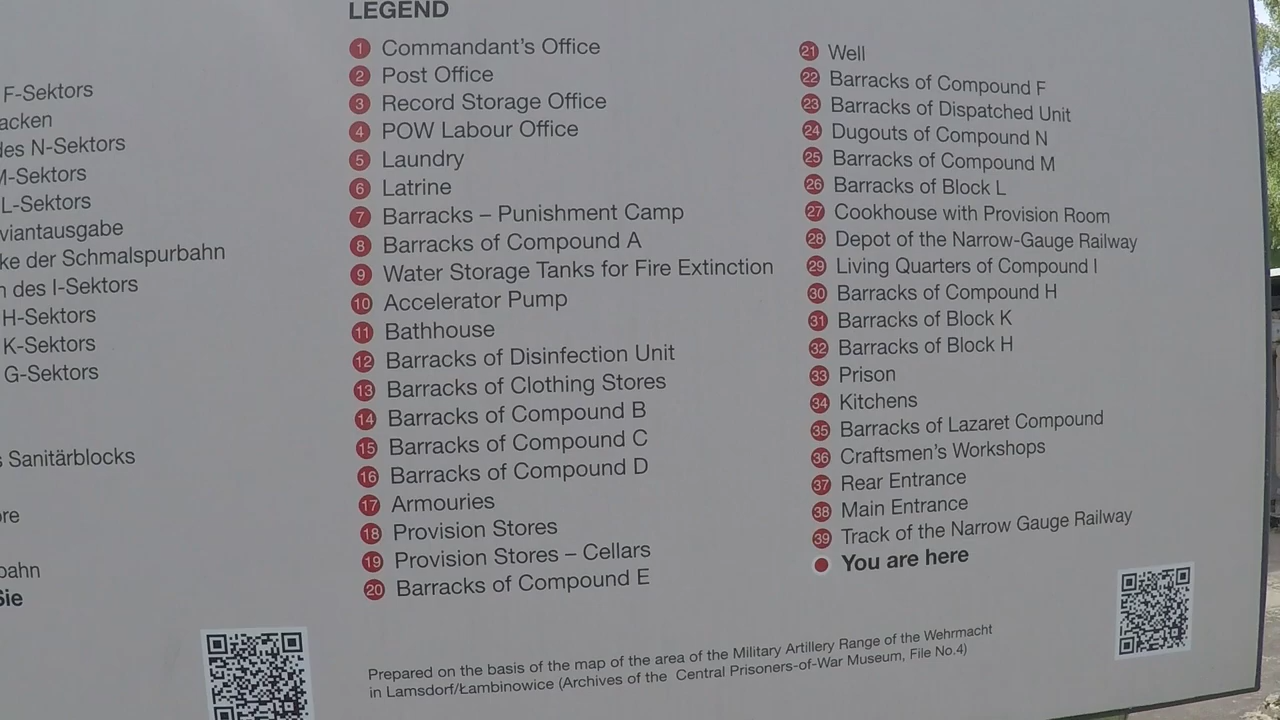 F-Sektors
acken
des N-Sektors
M-Sektors
L-Sektors
viantausgabe
ke der Schmalspurbahn
n des I-Sektors
H-Sektors
K-Sektors
G-Sektors
s Sanitärblocks
ore
bahn
Sie
LEGEND
1 Commandant's Office
2 Post Office
3 Record Storage Office
4 POW Labour Office
5 Laundry
6 Latrine
7 Barracks – Punishment Camp
8 Barracks of Compound A
9 Water Storage Tanks for Fire Extinction
10 Accelerator Pump
11 Bathhouse
12 Barracks of Disinfection Unit
13 Barracks of Clothing Stores
14 Barracks of Compound B
15 Barracks of Compound C
16 Barracks of Compound D
17 Armouries
18 Provision Stores
19 Provision Stores – Cellars
20 Barracks of Compound E
21 Well
22 Barracks of Compound F
23 Barracks of Dispatched Unit
24 Dugouts of Compound N
25 Barracks of Compound M
26 Barracks of Block L
27 Cookhouse with Provision Room
28 Depot of the Narrow-Gauge Railway
29 Living Quarters of Compound I
30 Barracks of Compound H
31 Barracks of Block K
32 Barracks of Block H
33 Prison
34 Kitchens
35 Barracks of Lazaret Compound
36 Craftsmen's Workshops
37 Rear Entrance
38 Main Entrance
39 Track of the Narrow Gauge Railway
You are here
Prepared on the basis of the map of the area of the Military Artillery Range of the Wehrmacht
in Lamsdorf/Łambinowice (Archives of the Central Prisoners-of-War Museum, File No.4)